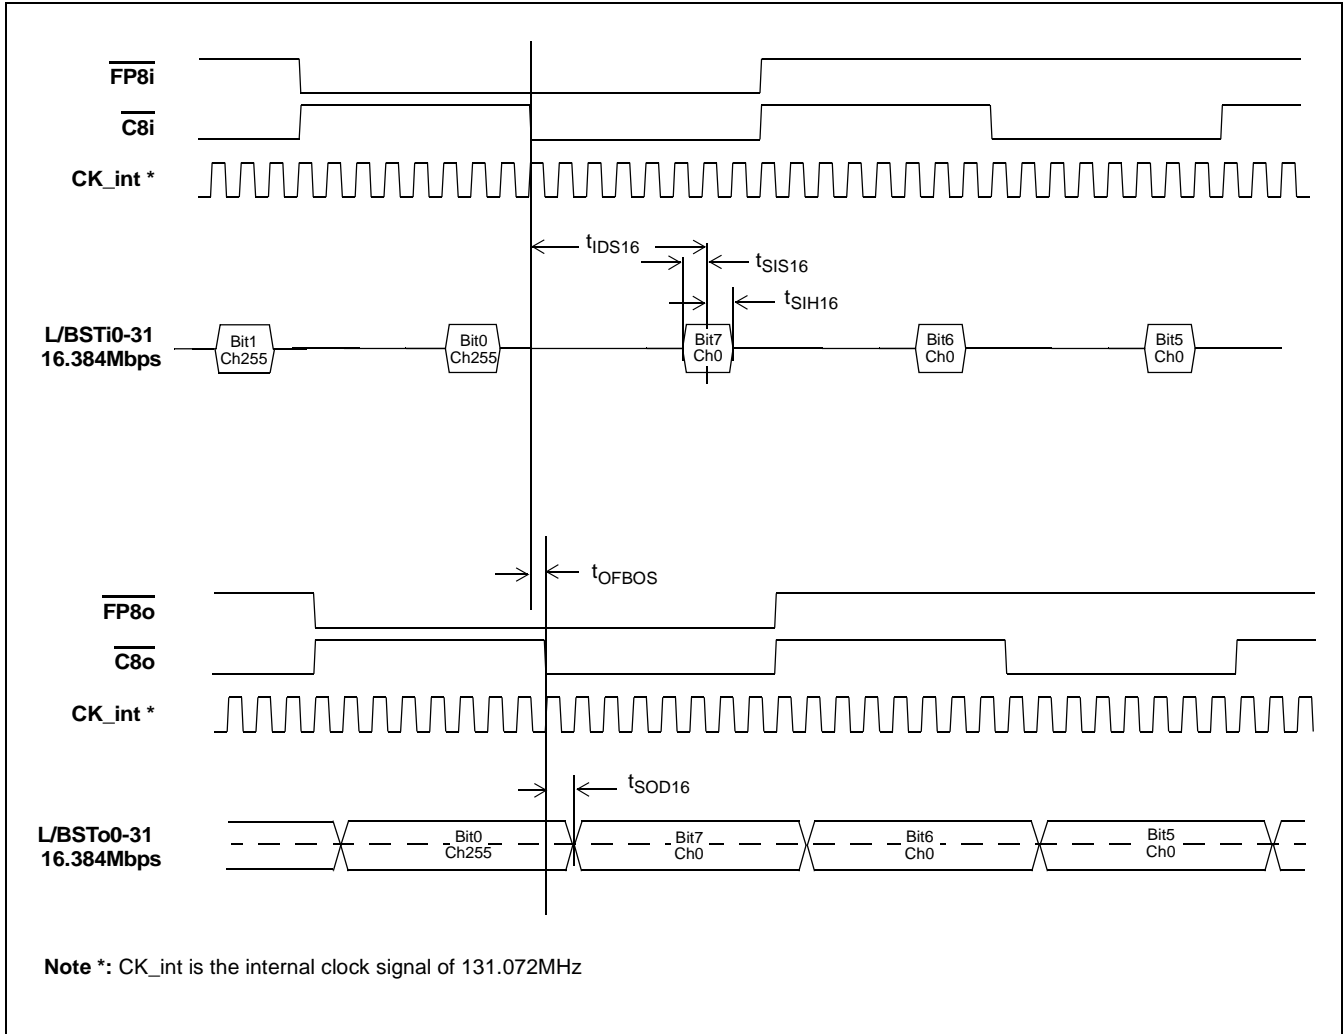 FP8i
C8i
CK_int *
tIDS16
tSIS16
tSIH16
L/BSTi0-31
16.384Mbps
Bit1
Ch255
Bit0
Ch255
Bit7
Ch0
Bit6
Ch0
Bit5
Ch0
tOFBOS
FP8o
C8o
CK_int *
tSOD16
L/BSTo0-31
16.384Mbps
Bit0
Ch255
Bit7
Ch0
Bit6
Ch0
Bit5
Ch0
Note *: CK_int is the internal clock signal of 131.072MHz